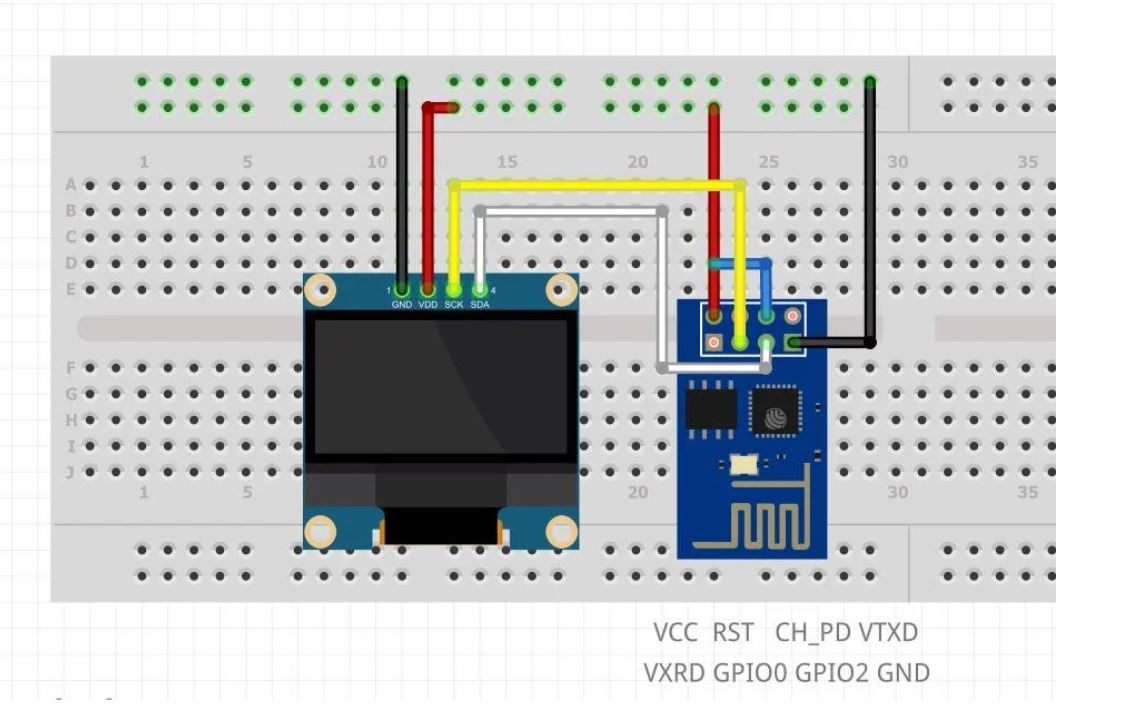 1 5 10 15 20 25 30 35
A
B
C
D
E
1 4
GND VDD SCK SDA
F
G
H
I
J
1 5 20 30 35
VCC RST CH_PD VTXD
VXRD GPIO0 GPIO2 GND